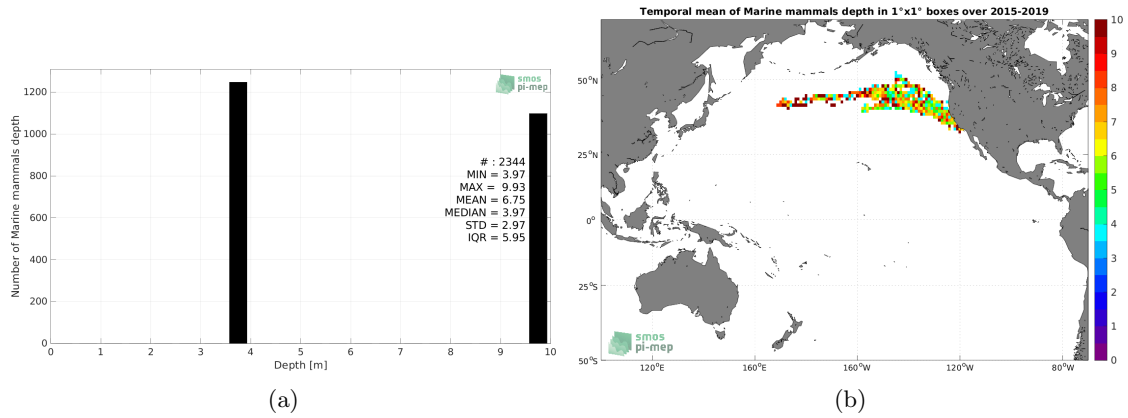 1200
1000
800
600
400
200
0
Number of Marine mammals depth
smos
pi-mep
# : 2344
MIN = 3.97
MAX = 9.93
MEAN = 6.75
MEDIAN = 3.97
STD = 2.97
IQR = 5.95
0 1 2 3 4 5 6 7 8 9 10
Depth [m]
(a)
Temporal mean of Marine mammals depth in 1°x1° boxes over 2015-2019
50°N
25°N
0°
25°S
50°S
smos
pi-mep
120°E 160°E 160°W 120°W 80°W
10
9
8
7
6
5
4
3
2
1
0
(b)